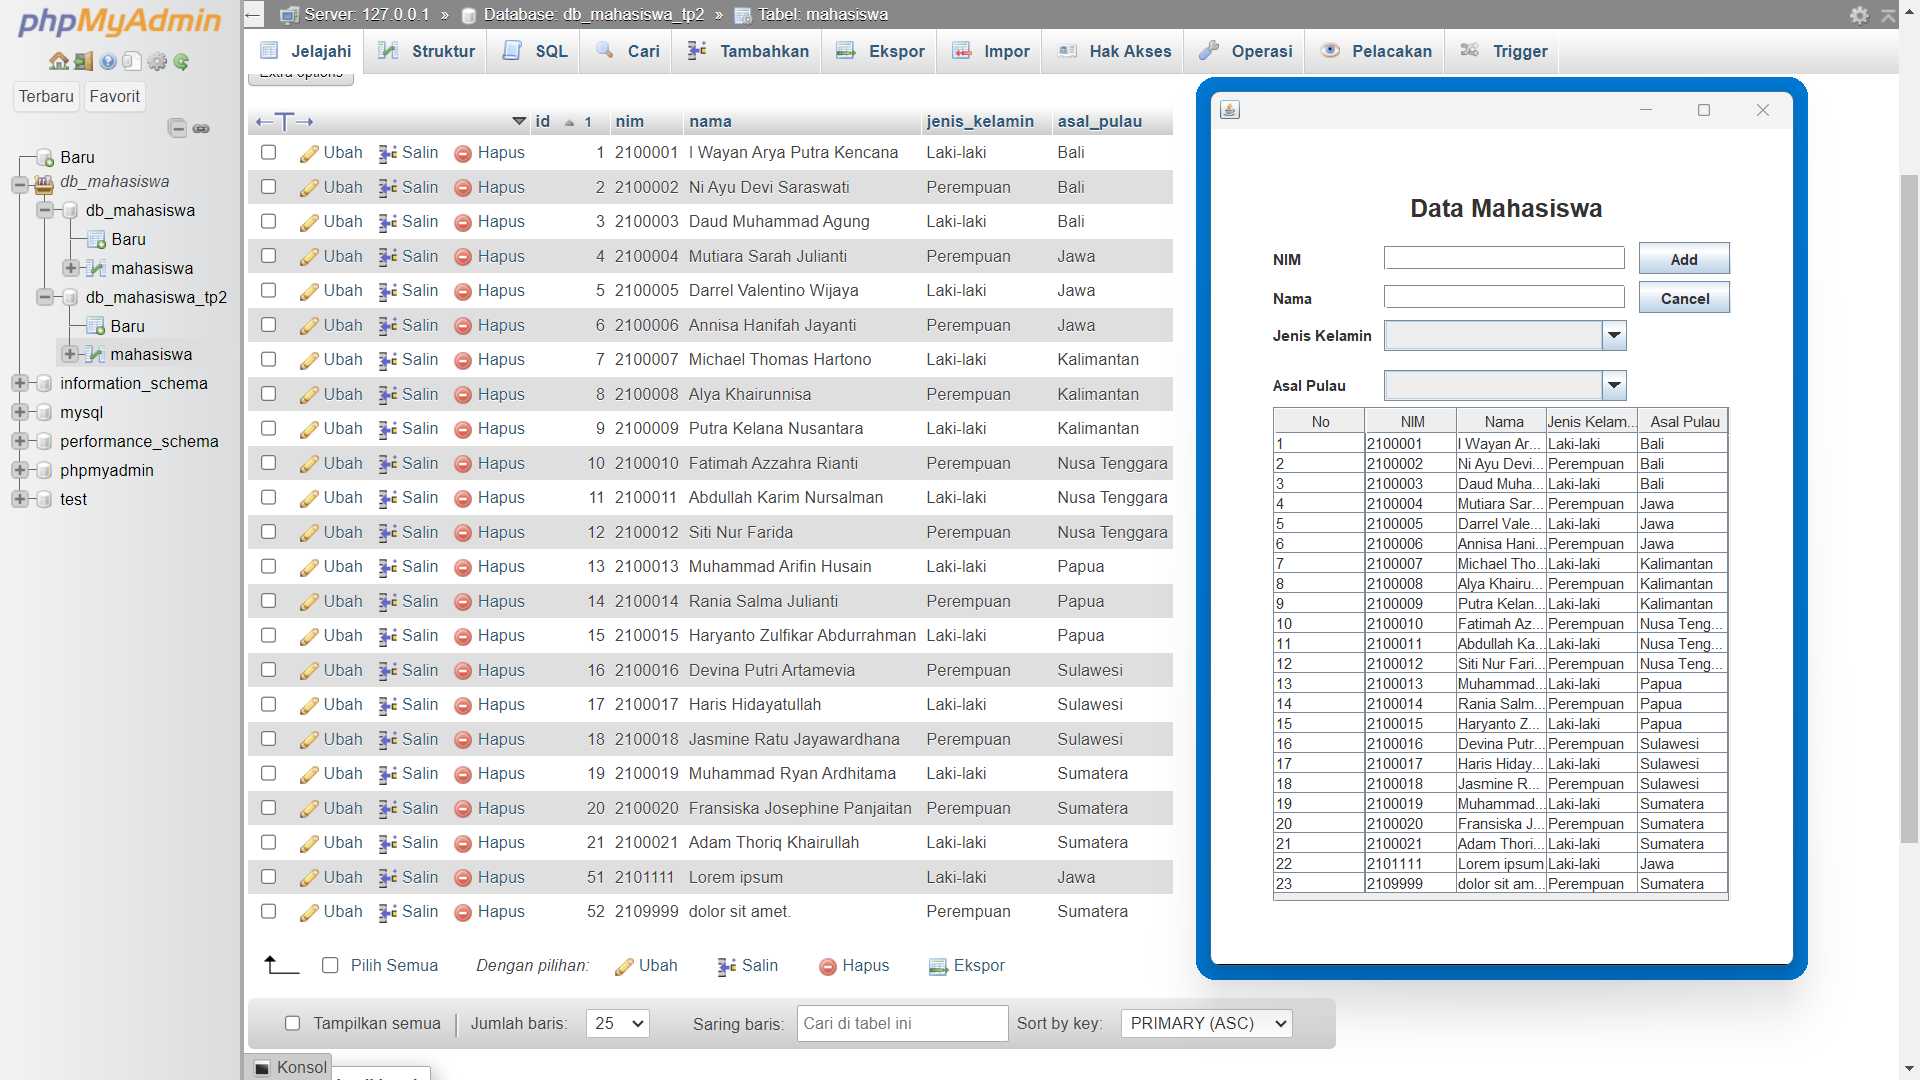 phpMyAdmin
Terbaru Favorit
Baru
db_mahasiswa
db_mahasiswa
Baru
mahasiswa
db_mahasiswa_tp2
Baru
mahasiswa
information_schema
mysql
performance_schema
phpmyadmin
test
Server: 127.0.0.1 » Database: db_mahasiswa_tp2 » Tabel: mahasiswa
Jelajahi Struktur SQL Cari Tambahkan Ekspor Impor Hak Akses Operasi Pelacakan Trigger
Extra options
←T→ id 1 nim nama jenis_kelamin asal_pulau
Ubah Salin Hapus 1 2100001 I Wayan Arya Putra Kencana Laki-laki Bali
Ubah Salin Hapus 2 2100002 Ni Ayu Devi Saraswati Perempuan Bali
Ubah Salin Hapus 3 2100003 Daud Muhammad Agung Laki-laki Bali
Ubah Salin Hapus 4 2100004 Mutiara Sarah Julianti Perempuan Jawa
Ubah Salin Hapus 5 2100005 Darrel Valentino Wijaya Laki-laki Jawa
Ubah Salin Hapus 6 2100006 Annisa Hanifah Jayanti Perempuan Jawa
Ubah Salin Hapus 7 2100007 Michael Thomas Hartono Laki-laki Kalimantan
Ubah Salin Hapus 8 2100008 Alya Khairunnisa Perempuan Kalimantan
Ubah Salin Hapus 9 2100009 Putra Kelana Nusantara Laki-laki Kalimantan
Ubah Salin Hapus 10 2100010 Fatimah Azzahra Rianti Perempuan Nusa Tenggara
Ubah Salin Hapus 11 2100011 Abdullah Karim Nursalman Laki-laki Nusa Tenggara
Ubah Salin Hapus 12 2100012 Siti Nur Farida Perempuan Nusa Tenggara
Ubah Salin Hapus 13 2100013 Muhammad Arifin Husain Laki-laki Papua
Ubah Salin Hapus 14 2100014 Rania Salma Julianti Perempuan Papua
Ubah Salin Hapus 15 2100015 Haryanto Zulfikar Abdurrahman Laki-laki Papua
Ubah Salin Hapus 16 2100016 Devina Putri Artamevia Perempuan Sulawesi
Ubah Salin Hapus 17 2100017 Haris Hidayatullah Laki-laki Sulawesi
Ubah Salin Hapus 18 2100018 Jasmine Ratu Jayawardhana Perempuan Sulawesi
Ubah Salin Hapus 19 2100019 Muhammad Ryan Ardhitama Laki-laki Sumatera
Ubah Salin Hapus 20 2100020 Fransiska Josephine Panjaitan Perempuan Sumatera
Ubah Salin Hapus 21 2100021 Adam Thoriq Khairullah Laki-laki Sumatera
Ubah Salin Hapus 51 2101111 Lorem ipsum Laki-laki Jawa
Ubah Salin Hapus 52 2109999 dolor sit amet. Perempuan Sumatera
Pilih Semua Dengan pilihan: Ubah Salin Hapus Ekspor
Tampilkan semua Jumlah baris: 25 Saring baris: Cari di tabel ini Sort by key: PRIMARY (ASC)
Konsol
Data Mahasiswa
NIM Add
Nama Cancel
Jenis Kelamin
Asal Pulau
No NIM Nama Jenis Kelam... Asal Pulau
1 2100001 I Wayan Ar... Laki-laki Bali
2 2100002 Ni Ayu Devi... Perempuan Bali
3 2100003 Daud Muha... Laki-laki Bali
4 2100004 Mutiara Sar... Perempuan Jawa
5 2100005 Darrel Vale... Laki-laki Jawa
6 2100006 Annisa Hani... Perempuan Jawa
7 2100007 Michael Tho... Laki-laki Kalimantan
8 2100008 Alya Khairu... Perempuan Kalimantan
9 2100009 Putra Kelan... Laki-laki Kalimantan
10 2100010 Fatimah Az... Perempuan Nusa Teng...
11 2100011 Abdullah Ka... Laki-laki Nusa Teng...
12 2100012 Siti Nur Fari... Perempuan Nusa Teng...
13 2100013 Muhammad... Laki-laki Papua
14 2100014 Rania Salm... Perempuan Papua
15 2100015 Haryanto Z... Laki-laki Papua
16 2100016 Devina Putr... Perempuan Sulawesi
17 2100017 Haris Hiday... Laki-laki Sulawesi
18 2100018 Jasmine R... Perempuan Sulawesi
19 2100019 Muhammad... Laki-laki Sumatera
20 2100020 Fransiska J... Perempuan Sumatera
21 2100021 Adam Thori... Laki-laki Sumatera
22 2101111 Lorem ipsum Laki-laki Jawa
23 2109999 dolor sit am... Perempuan Sumatera